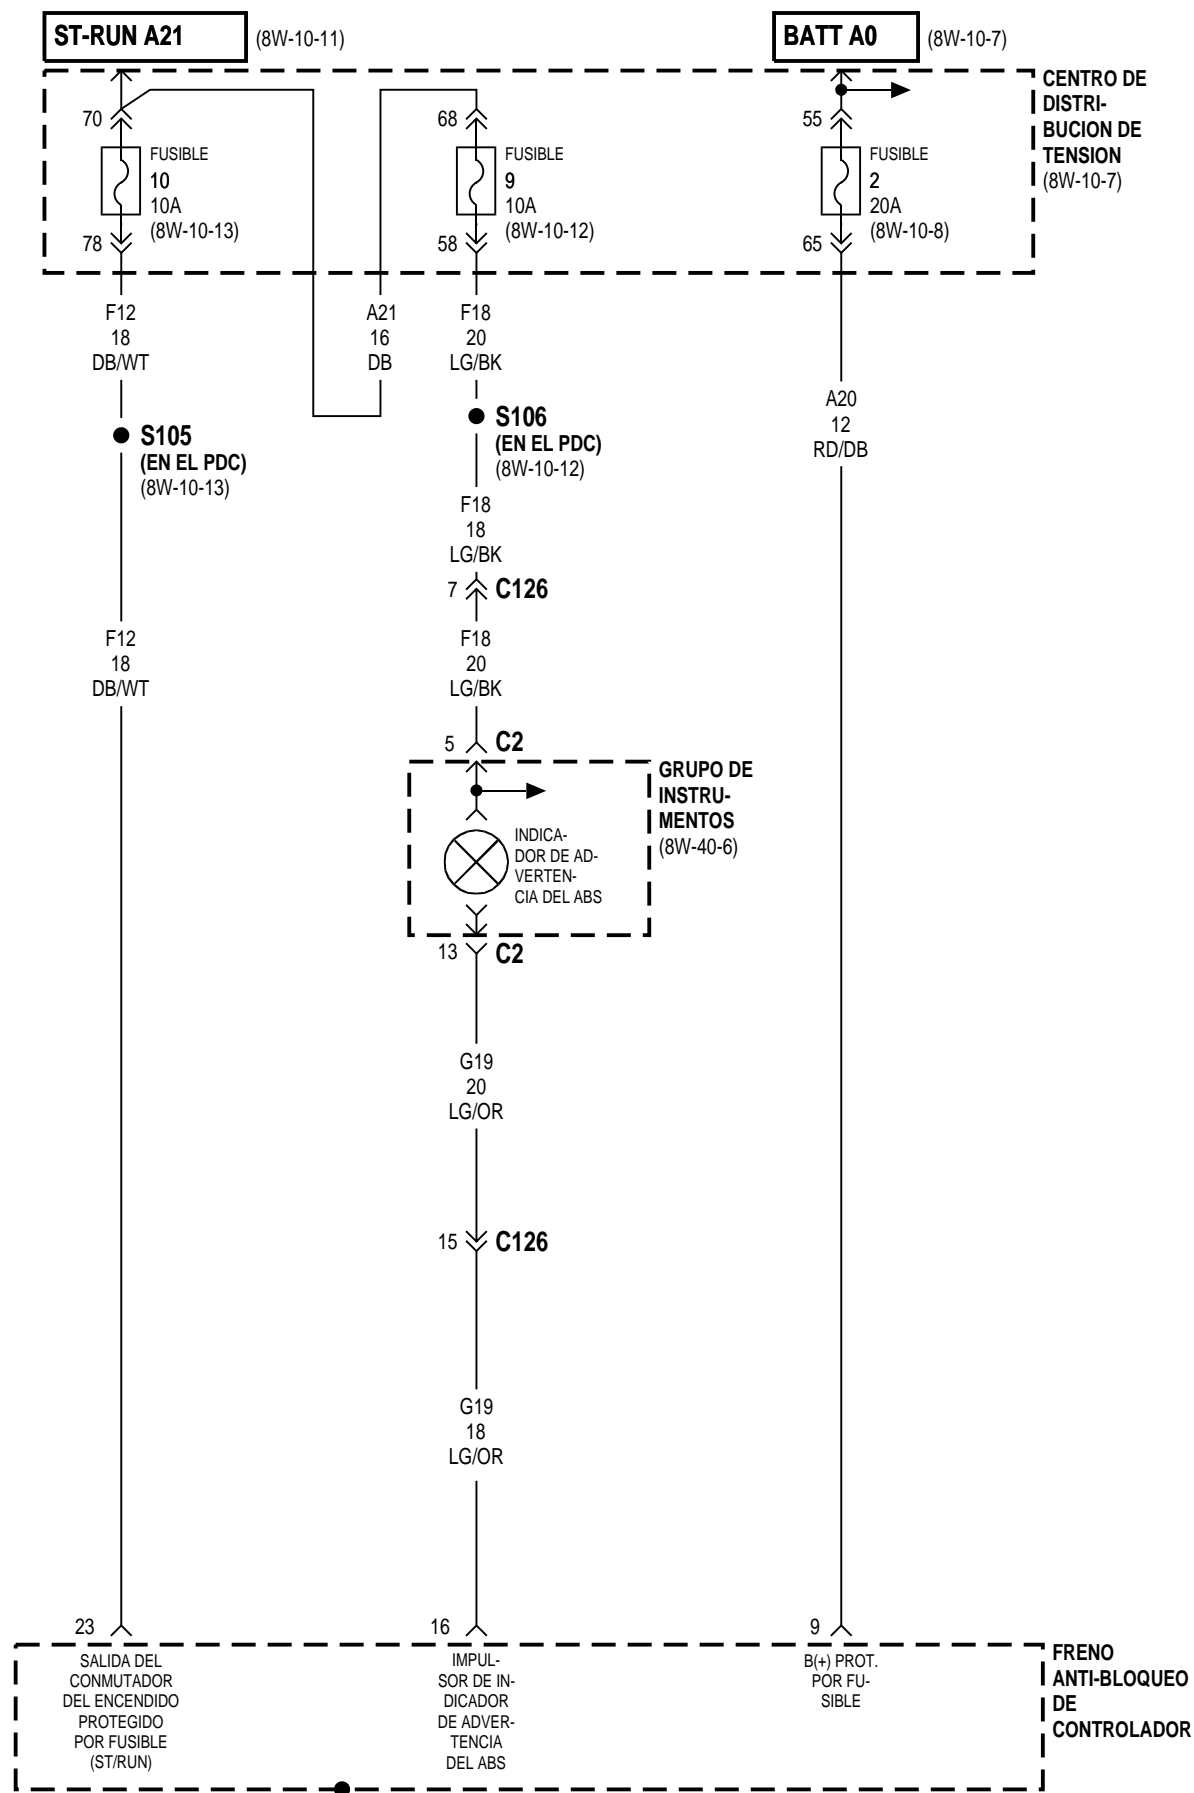 ST-RUN A21 (8W-10-11)
BATT A0 (8W-10-7)
CENTRO DE
DISTRI-
BUCION DE
TENSION
(8W-10-7)
70
FUSIBLE
10
10A
(8W-10-13)
78
68
FUSIBLE
9
10A
(8W-10-12)
58
55
FUSIBLE
2
20A
(8W-10-8)
65
F12
18
DB/WT
A21
16
DB
F18
20
LG/BK
A20
12
RD/DB
S105
(EN EL PDC)
(8W-10-13)
S106
(EN EL PDC)
(8W-10-12)
F18
18
LG/BK
7 C126
F12
18
DB/WT
F18
20
LG/BK
5 C2
GRUPO DE
INSTRU-
MENTOS
(8W-40-6)
INDICA-
DOR DE AD-
VERTEN-
CIA DEL ABS
13 C2
G19
20
LG/OR
15 C126
G19
18
LG/OR
23
16
9
SALIDA DEL
CONMUTADOR
DEL ENCENDIDO
PROTEGIDO
POR FUSIBLE
(ST/RUN)
IMPUL-
SOR DE IN-
DICADOR
DE ADVER-
TENCIA
DEL ABS
B(+) PROT.
POR FU-
SIBLE
FRENO
ANTI-BLOQUEO
DE
CONTROLADOR